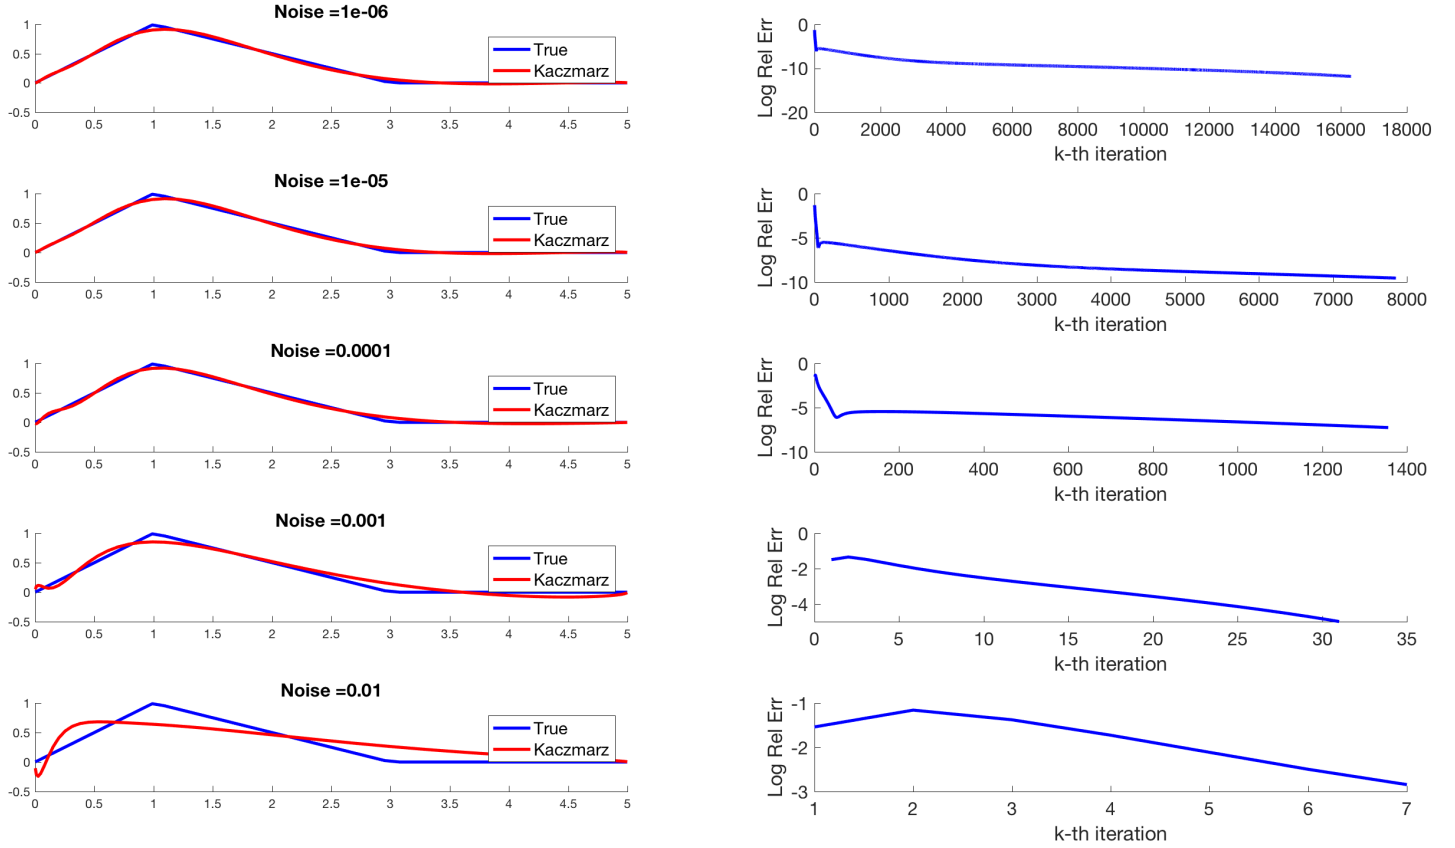 Noise =1e-06
1
0.5
0
-0.5
True
Kaczmarz
0 0.5 1 1.5 2 2.5 3 3.5 4 4.5 5
Log Rel Err
0
-10
-20
0 2000 4000 6000 8000 10000 12000 14000 16000 18000
k-th iteration
Noise =1e-05
1
0.5
0
-0.5
True
Kaczmarz
0 0.5 1 1.5 2 2.5 3 3.5 4 4.5 5
Log Rel Err
0
-5
-10
0 1000 2000 3000 4000 5000 6000 7000 8000
k-th iteration
Noise =0.0001
1
0.5
0
-0.5
True
Kaczmarz
0 0.5 1 1.5 2 2.5 3 3.5 4 4.5 5
Log Rel Err
0
-5
-10
0 200 400 600 800 1000 1200 1400
k-th iteration
Noise =0.001
1
0.5
0
-0.5
True
Kaczmarz
0 0.5 1 1.5 2 2.5 3 3.5 4 4.5 5
Log Rel Err
0
-2
-4
0 5 10 15 20 25 30 35
k-th iteration
Noise =0.01
1
0.5
0
-0.5
True
Kaczmarz
0 0.5 1 1.5 2 2.5 3 3.5 4 4.5 5
Log Rel Err
-1
-2
-3
1 2 3 4 5 6 7
k-th iteration